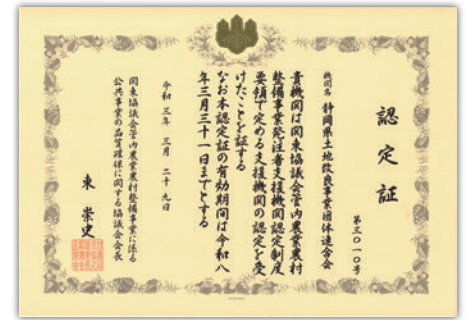 認定証
第三〇一〇号
機関名 静岡県土地改良事業団体連合会
貴機関は関東協議会管内農業農村
整備事業発注者支援機関認定制度
要領で定める支援機関の認定を受
けたことを証する
なお本認定証の有効期間は令和八
年三月三十一日までとする
令和三年三月二十九日
関東協議会管内農業農村整備事業に係る
公共事業の品質確保に関する協議会会長
東崇史